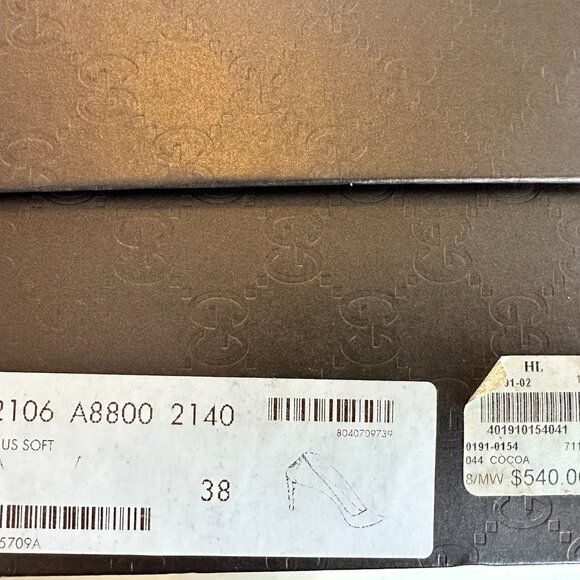 2106 A8800 2140
8040709739
US SOFT
38
5709A
HL
01-02
401910154041
0191-0154 711
044 COCOA
8/MW $540.00